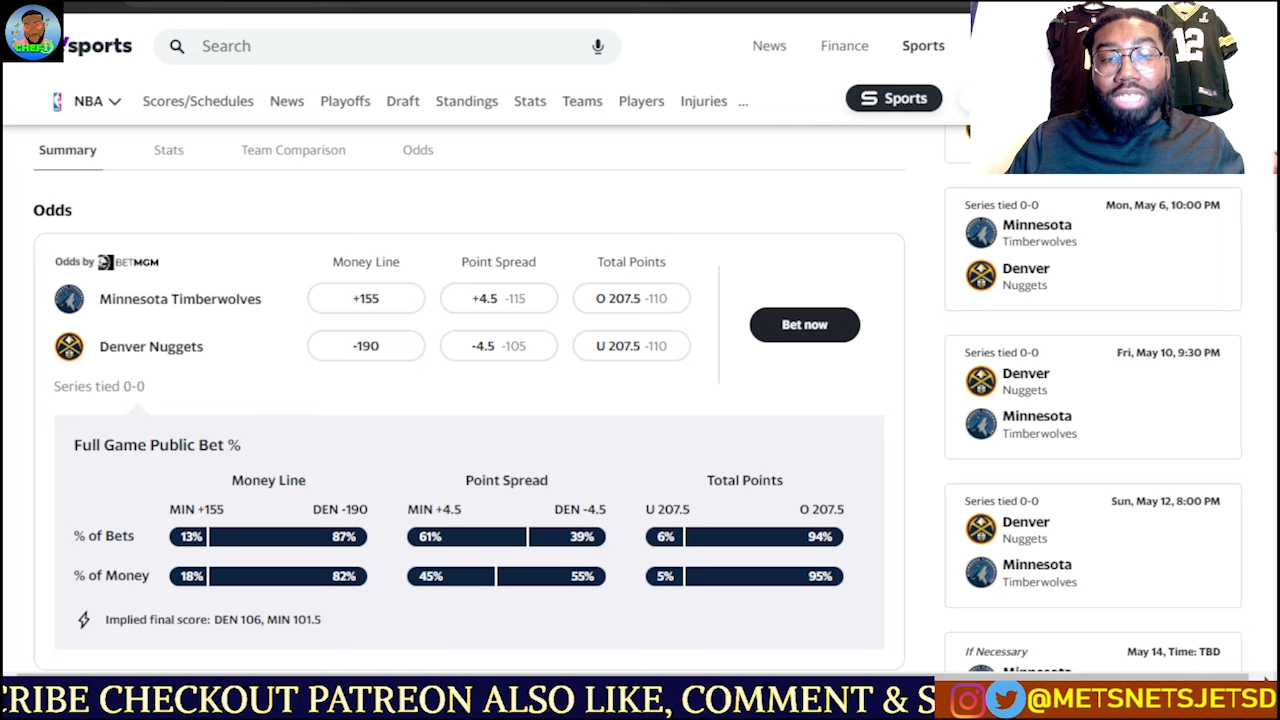 CHEF
sports
Search
News Finance Sports
NBA Scores/Schedules News Playoffs Draft Standings Stats Teams Players Injuries ...
Sports
Summary Stats Team Comparison Odds
Odds
Odds by BETMGM Money Line Point Spread Total Points
Minnesota Timberwolves +155 +4.5 -115 O 207.5 -110
Denver Nuggets -190 -4.5 -105 U 207.5 -110
Bet now
Series tied 0-0
Full Game Public Bet %
Money Line Point Spread Total Points
MIN +155 DEN -190 MIN +4.5 DEN -4.5 U 207.5 O 207.5
% of Bets 13% 87% 61% 39% 6% 94%
% of Money 18% 82% 45% 55% 5% 95%
Implied final score: DEN 106, MIN 101.5
12
Series tied 0-0 Mon, May 6, 10:00 PM
Minnesota
Timberwolves
Denver
Nuggets
Series tied 0-0 Fri, May 10, 9:30 PM
Denver
Nuggets
Minnesota
Timberwolves
Series tied 0-0 Sun, May 12, 8:00 PM
Denver
Nuggets
Minnesota
Timberwolves
If Necessary May 14, Time: TBD
Minnesota
CRIBE CHECKOUT PATREON ALSO LIKE, COMMENT & S
@METSNETSJETSD